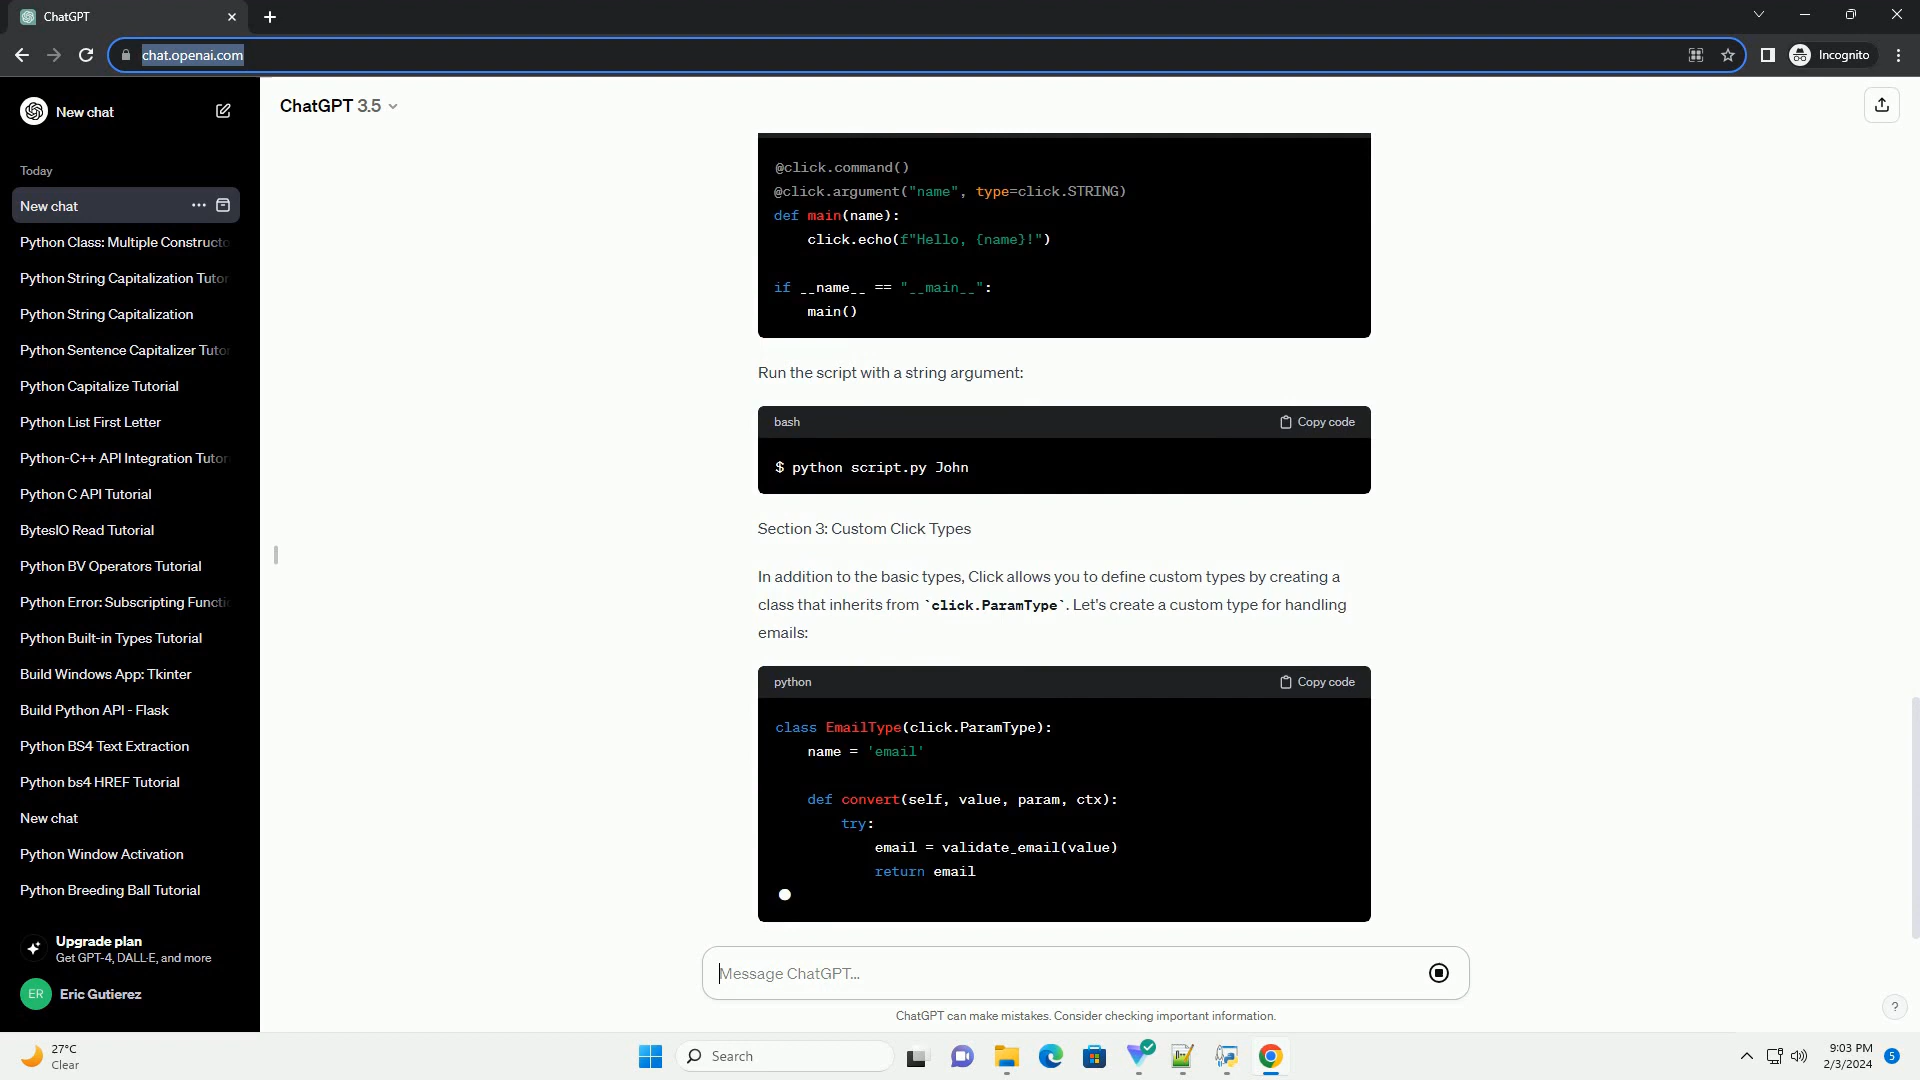 ChatGPT
chat.openai.com
Incognito
New chat
ChatGPT 3.5
Today
New chat
Python Class: Multiple Constructo
Python String Capitalization Tutor
Python String Capitalization
Python Sentence Capitalizer Tuto
Python Capitalize Tutorial
Python List First Letter
Python-C++ API Integration Tutor
Python C API Tutorial
BytesIO Read Tutorial
Python BV Operators Tutorial
Python Error: Subscripting Functi
Python Built-in Types Tutorial
Build Windows App: Tkinter
Build Python API - Flask
Python BS4 Text Extraction
Python bs4 HREF Tutorial
New chat
Python Window Activation
Python Breeding Ball Tutorial
Upgrade plan
Get GPT-4, DALL·E, and more
ER
Eric Gutierez
@click.command()
@click.argument("name", type=click.STRING)
def main(name):
click.echo(f"Hello, {name}!")
if __name__ == "__main__":
main()
Run the script with a string argument:
bash
Copy code
$ python script.py John
Section 3: Custom Click Types
In addition to the basic types, Click allows you to define custom types by creating a
class that inherits from `click.ParamType`. Let's create a custom type for handling
emails:
python
Copy code
class EmailType(click.ParamType):
name = 'email'
def convert(self, value, param, ctx):
try:
email = validate_email(value)
return email
Message ChatGPT...
ChatGPT can make mistakes. Consider checking important information.
?
27°C
Clear
Search
9:03 PM
2/3/2024
5